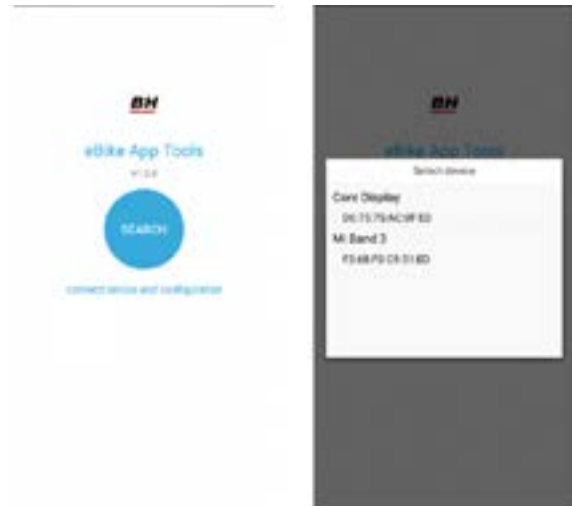 BH
eBike App Tools
SEARCH
connect device and configuration
BH
eBike App Tools
Select device
Core Display
Mi Band 3